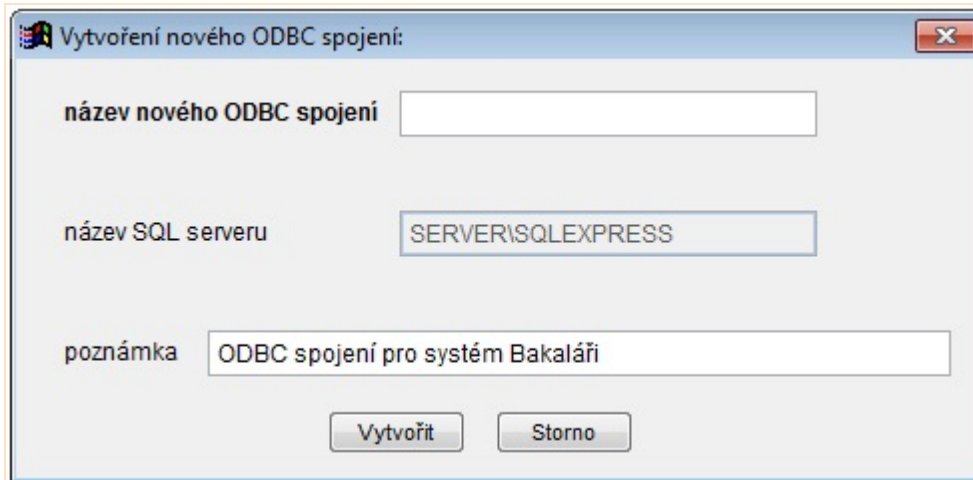 Vytvoření nového ODBC spojení:
název nového ODBC spojení
název SQL serveru SERVER\SQLEXPRESS
poznámka ODBC spojení pro systém Bakaláři
Vytvořit Storno